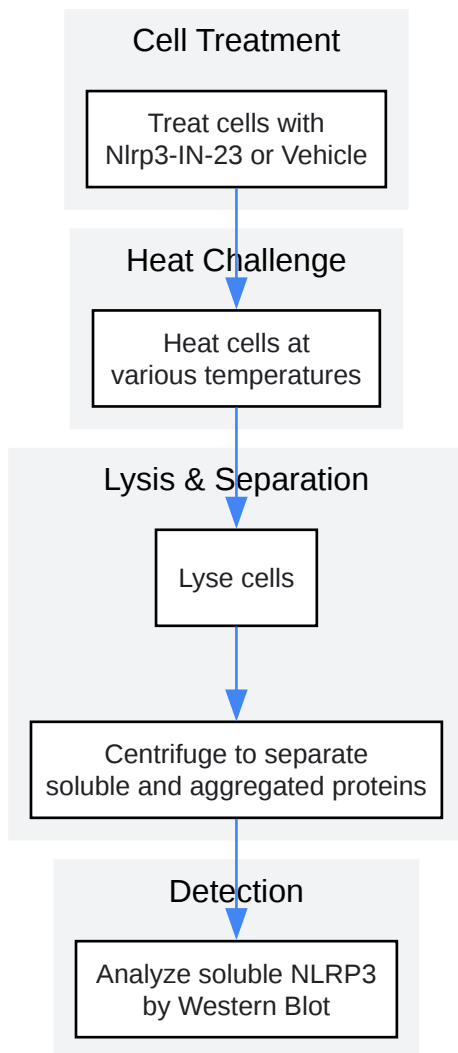 Cell Treatment
Treat cells with
Nlrp3-IN-23 or Vehicle
Heat Challenge
Heat cells at
various temperatures
Lysis & Separation
Lyse cells
Centrifuge to separate
soluble and aggregated proteins
Detection
Analyze soluble NLRP3
by Western Blot